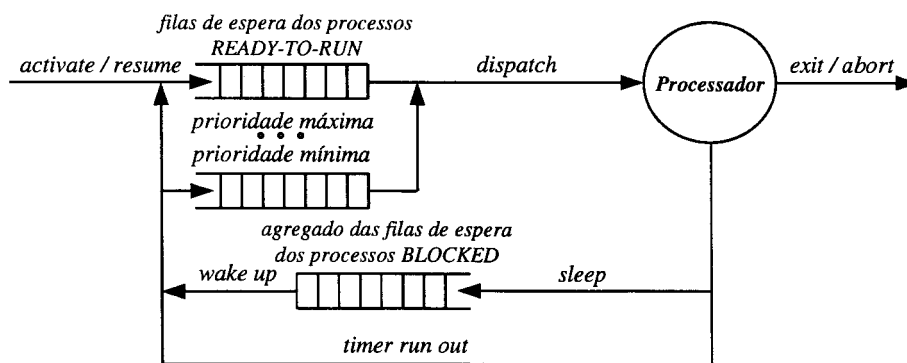 filas de espera dos processos
READY-TO-RUN
activate / resume
dispatch
Processador
exit / abort
prioridade máxima
prioridade mínima
agregado das filas de espera
dos processos BLOCKED
wake up
sleep
timer run out